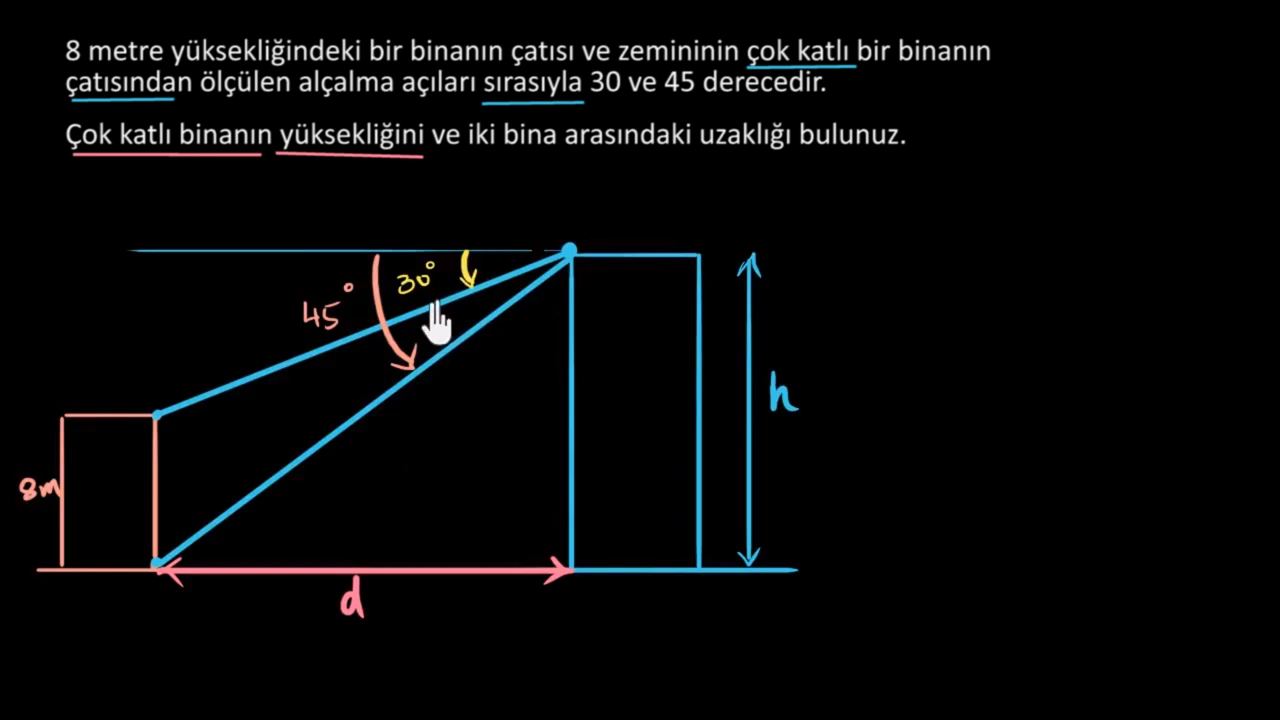 8 metre yüksekliğindeki bir binanın çatısı ve zemininin çok katlı bir binanın
çatısından ölçülen alçalma açıları sırasıyla 30 ve 45 derecedir.
Çok katlı binanın yüksekliğini ve iki bina arasındaki uzaklığı bulunuz.
30°
45°
h
8m
d